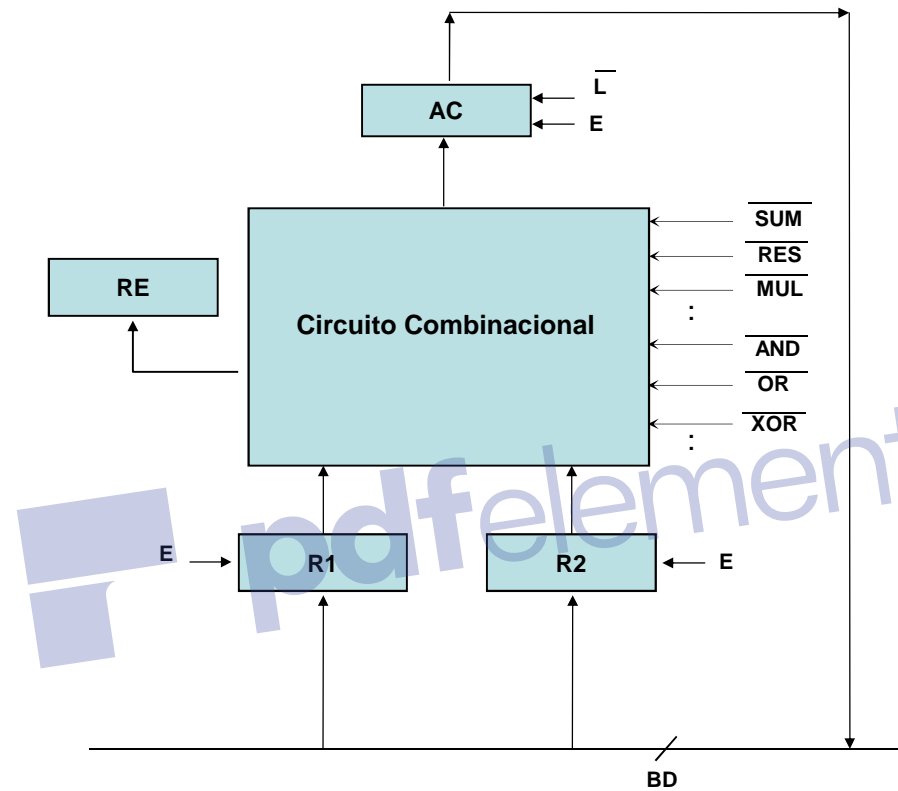 L
AC
E
SUM
RES
RE
MUL
:
Circuito Combinacional
AND
OR
XOR
:
pdfelement
E
R1
R2
E
BD